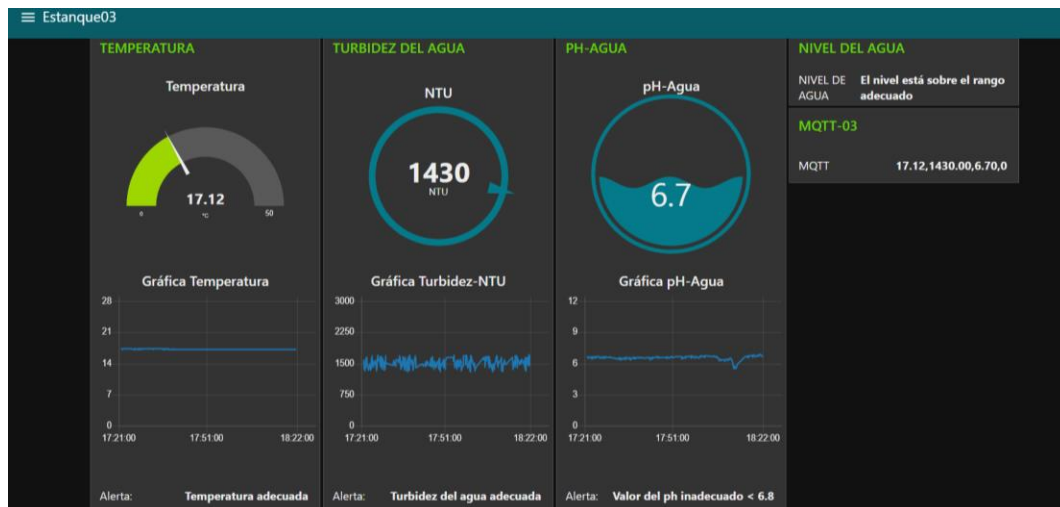 Estanque03
TEMPERATURA
Temperatura
17.12
0
°C
50
Gráfica Temperatura
28
21
14
7
0
17:21:00
17:51:00
18:22:00
Alerta:
Temperatura adecuada
TURBIDEZ DEL AGUA
NTU
1430
NTU
Gráfica Turbidez-NTU
3000
2250
1500
750
0
17:21:00
17:51:00
18:22:00
Alerta:
Turbidez del agua adecuada
PH-AGUA
pH-Agua
6.7
Gráfica pH-Agua
12
9
6
3
0
17:21:00
17:51:00
18:22:00
Alerta:
Valor del ph inadecuado < 6.8
NIVEL DEL AGUA
NIVEL DE
AGUA
El nivel está sobre el rango
adecuado
MQTT-03
MQTT
17.12,1430.00,6.70,0